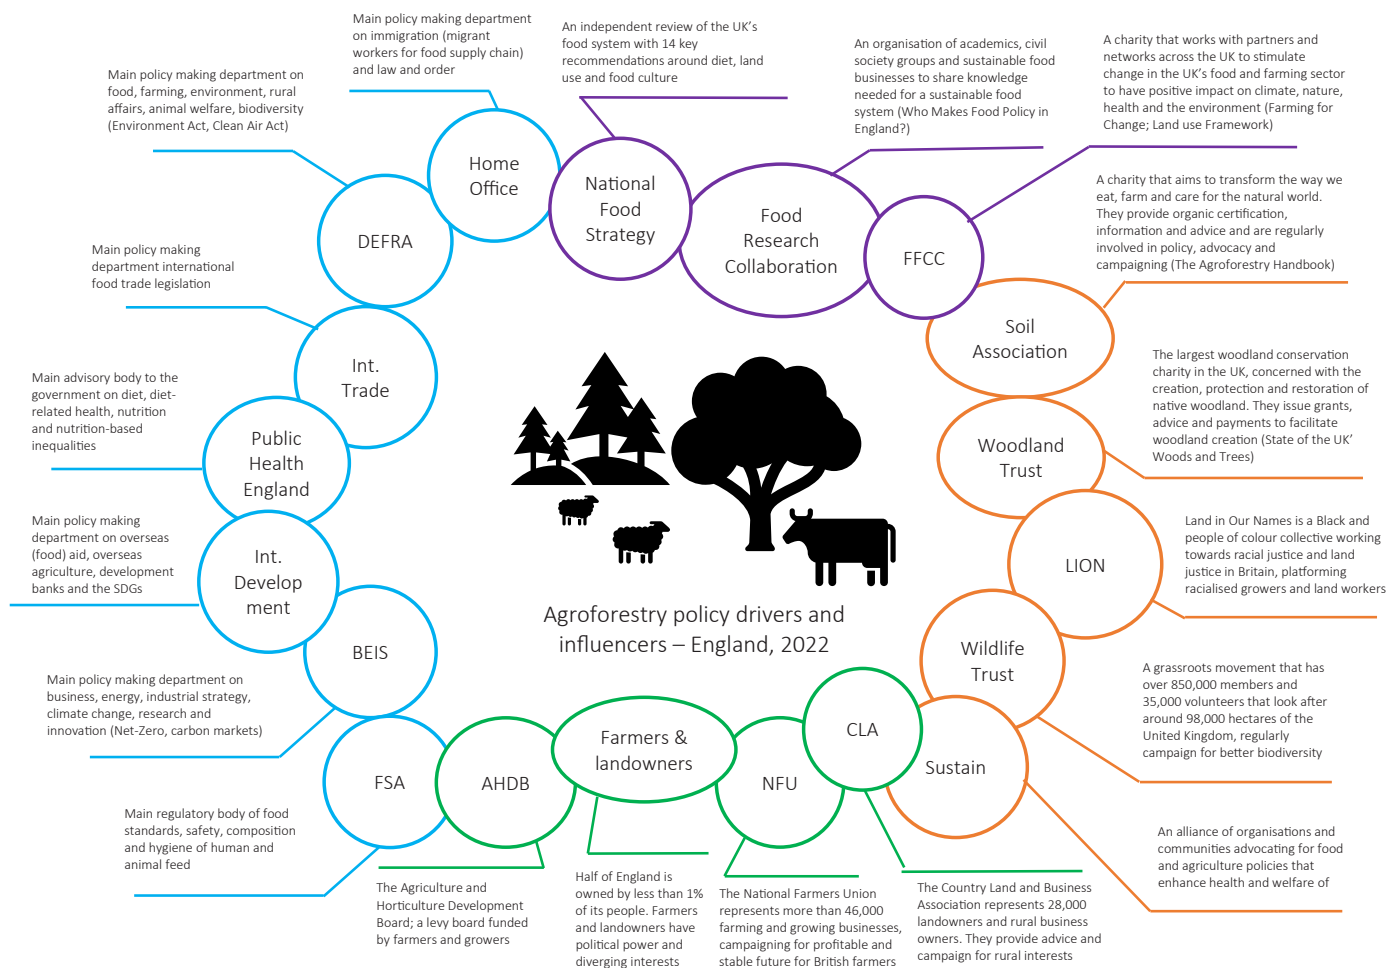 Main policy making department
on immigration (migrant
workers for food supply chain)
and law and order
An independent review of the UK's
food system with 14 key
recommendations around diet, land
use and food culture
An organisation of academics, civil
society groups and sustainable food
businesses to share knowledge
needed for a sustainable food
system (Who Makes Food Policy in
England?)
A charity that works with partners and
networks across the UK to stimulate
change in the UK's food and farming sector
to have positive impact on climate, nature,
health and the environment (Farming for
Change; Land use Framework)
Main policy making department on
food, farming, environment, rural
affairs, animal welfare, biodiversity
(Environment Act, Clean Air Act)
Home
Office
National
Food
Strategy
Food
Research
Collaboration
FFCC
DEFRA
A charity that aims to transform the way we
eat, farm and care for the natural world.
They provide organic certification,
information and advice and are regularly
involved in policy, advocacy and
campaigning (The Agroforestry Handbook)
Main policy making
department international
food trade legislation
Int.
Trade
Soil
Association
The largest woodland conservation
charity in the UK, concerned with the
creation, protection and restoration of
native woodland. They issue grants,
advice and payments to facilitate
woodland creation (State of the UK'
Woods and Trees)
Main advisory body to the
government on diet, diet-
related health, nutrition
and nutrition-based
inequalities
Public
Health
England
Woodland
Trust
Main policy making
department on overseas
(food) aid, overseas
agriculture, development
banks and the SDGs
Int.
Develop
ment
LION
Land in Our Names is a Black and
people of colour collective working
towards racial justice and land
justice in Britain, platforming
racialised growers and land workers
Agroforestry policy drivers and
influencers – England, 2022
BEIS
Wildlife
Trust
Main policy making department on
business, energy, industrial strategy,
climate change, research and
innovation (Net-Zero, carbon markets)
A grassroots movement that has
over 850,000 members and
35,000 volunteers that look after
around 98,000 hectares of the
United Kingdom, regularly
campaign for better biodiversity
FSA
AHDB
Farmers &
landowners
NFU
CLA
Sustain
Main regulatory body of food
standards, safety, composition
and hygiene of human and
animal feed
An alliance of organisations and
communities advocating for food
and agriculture policies that
enhance health and welfare of
The Agriculture and
Horticulture Development
Board; a levy board funded
by farmers and growers
Half of England is
owned by less than 1%
of its people. Farmers
and landowners have
political power and
diverging interests
The National Farmers Union
represents more than 46,000
farming and growing businesses,
campaigning for profitable and
stable future for British farmers
The Country Land and Business
Association represents 28,000
landowners and rural business
owners. They provide advice and
campaign for rural interests